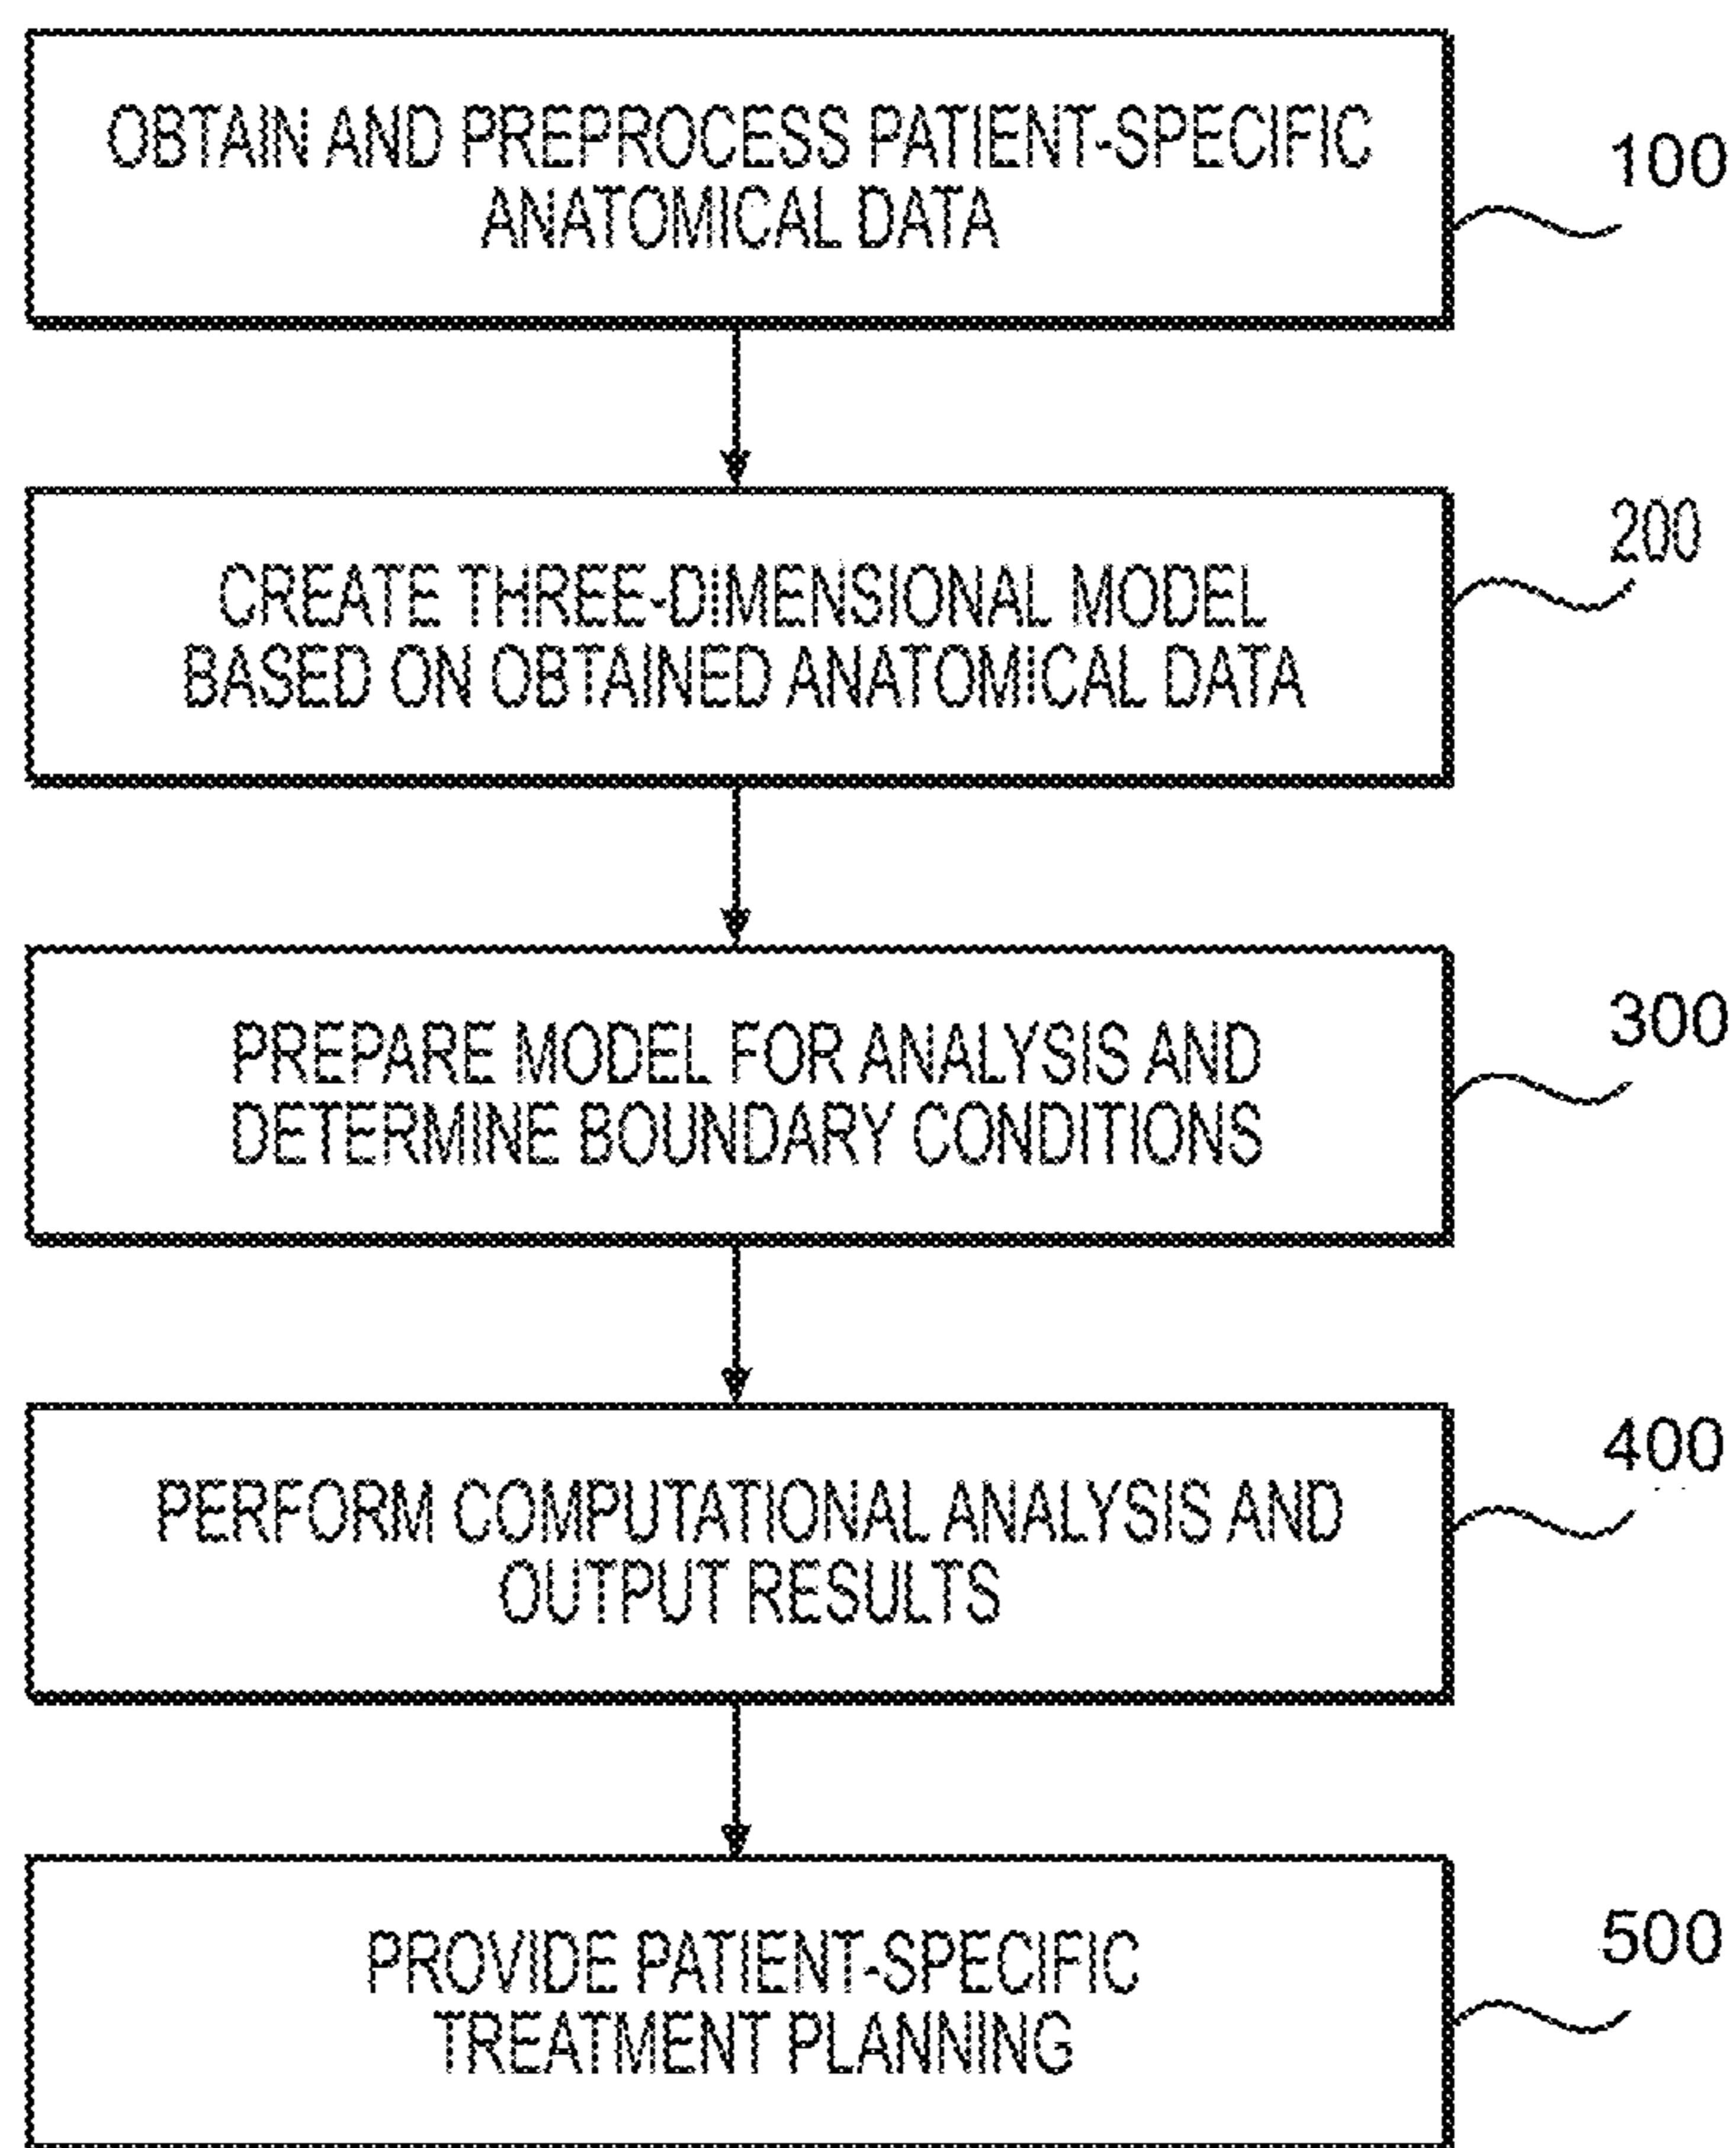 OBTAIN AND PREPROCESS PATIENT-SPECIFIC
ANATOMICAL DATA
100
CREATE THREE-DIMENSIONAL MODEL
BASED ON OBTAINED ANATOMICAL DATA
200
PREPARE MODEL FOR ANALYSIS AND
DETERMINE BOUNDARY CONDITIONS
300
PERFORM COMPUTATIONAL ANALYSIS AND
OUTPUT RESULTS
400
PROVIDE PATIENT-SPECIFIC
TREATMENT PLANNING
500